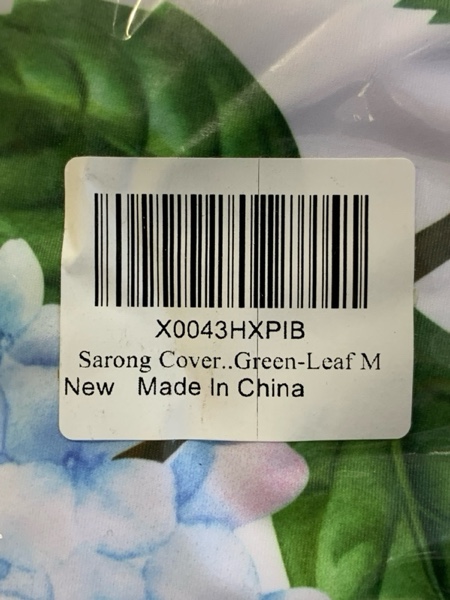 X0043HXPIB
Sarong Cover..Green-Leaf M
New Made In China